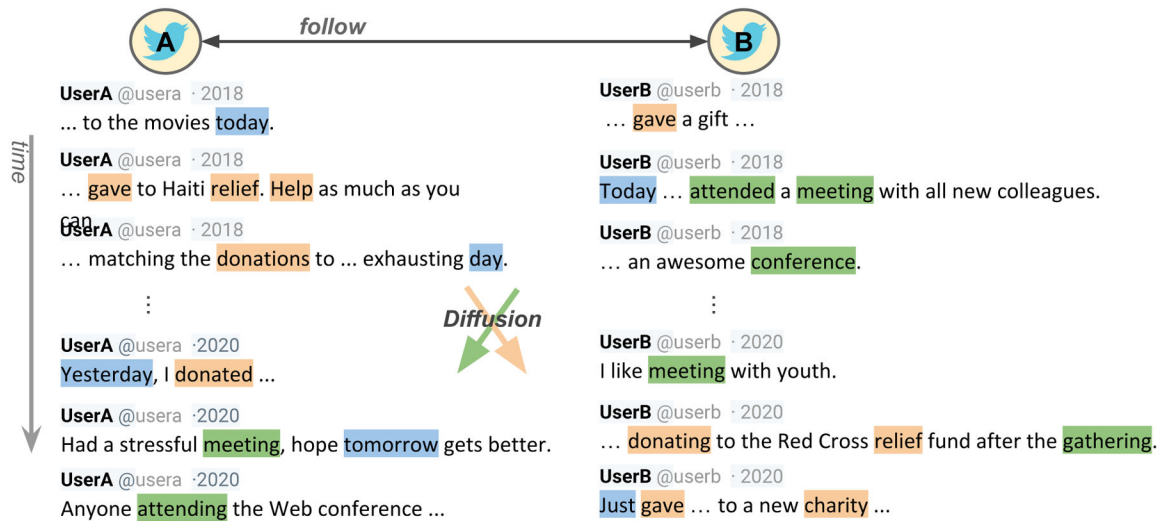 A
follow
B
time
UserA @usera · 2018
... to the movies today.
UserA @usera · 2018
... gave to Haiti relief. Help as much as you
can
UserA @usera · 2018
... matching the donations to ... exhausting day.
⋮
UserA @usera ·2020
Yesterday, I donated ...
UserA @usera ·2020
Had a stressful meeting, hope tomorrow gets better.
UserA @usera ·2020
Anyone attending the Web conference ...
Diffusion
UserB @userb · 2018
... gave a gift ...
UserB @userb · 2018
Today ... attended a meeting with all new colleagues.
UserB @userb · 2018
... an awesome conference.
⋮
UserB @userb · 2020
I like meeting with youth.
UserB @userb · 2020
... donating to the Red Cross relief fund after the gathering.
UserB @userb · 2020
Just gave ... to a new charity ...